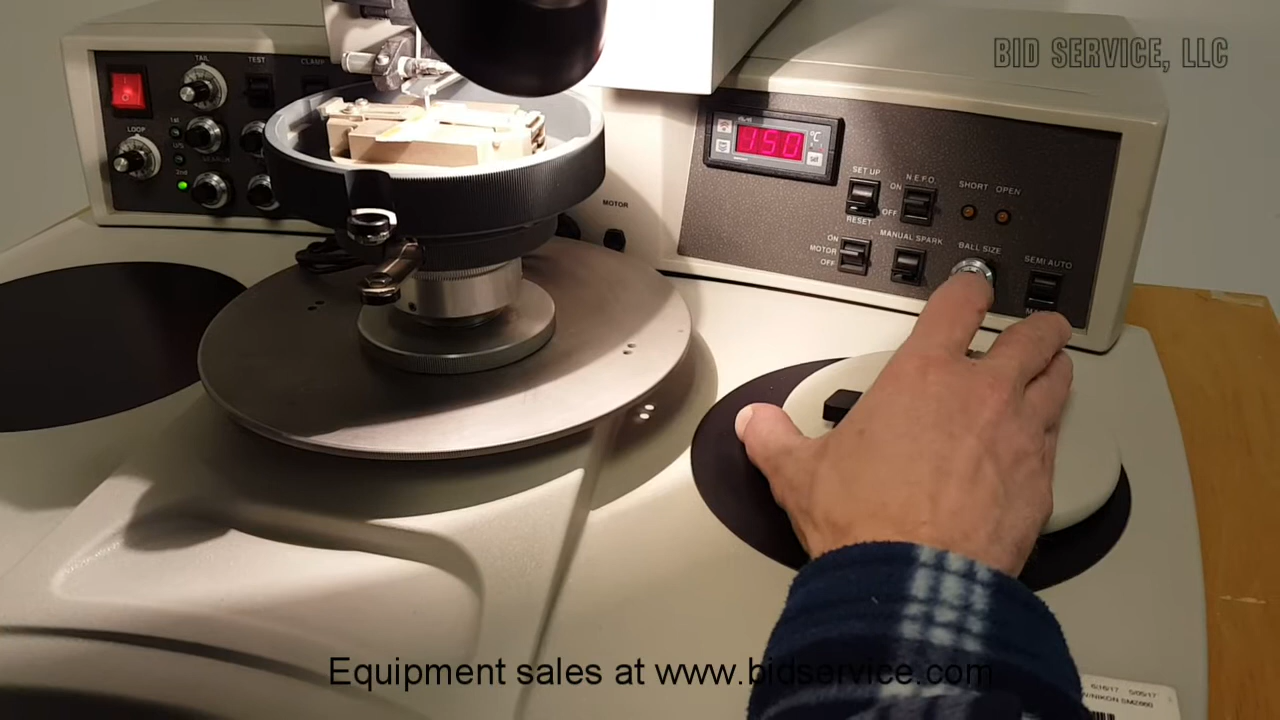 BID SERVICE, LLC
TAIL
TEST
CLAMP
LOOP
1st
2nd
SEARCH
MOTOR
150
°C
set
SET UP
RESET
N.E.F.O.
ON
OFF
SHORT
OPEN
ON
MOTOR
OFF
MANUAL SPARK
BALL SIZE
SEMI AUTO
Equipment sales at www.bidservice.com